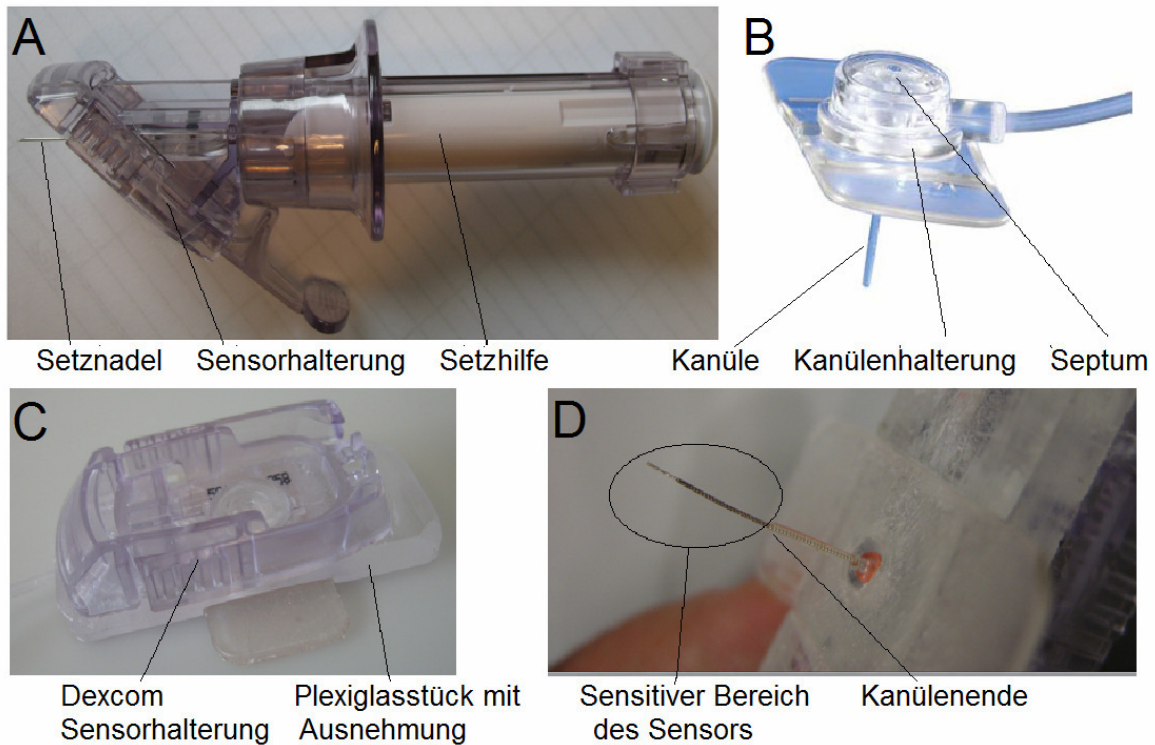 A
B
Setznadel Sensorhalterung Setzhilfe
Kanüle Kanülenhalterung Septum
C
D
Dexcom
Sensorhalterung
Plexiglasstück mit
Ausnehmung
Sensitiver Bereich
des Sensors
Kanülenende